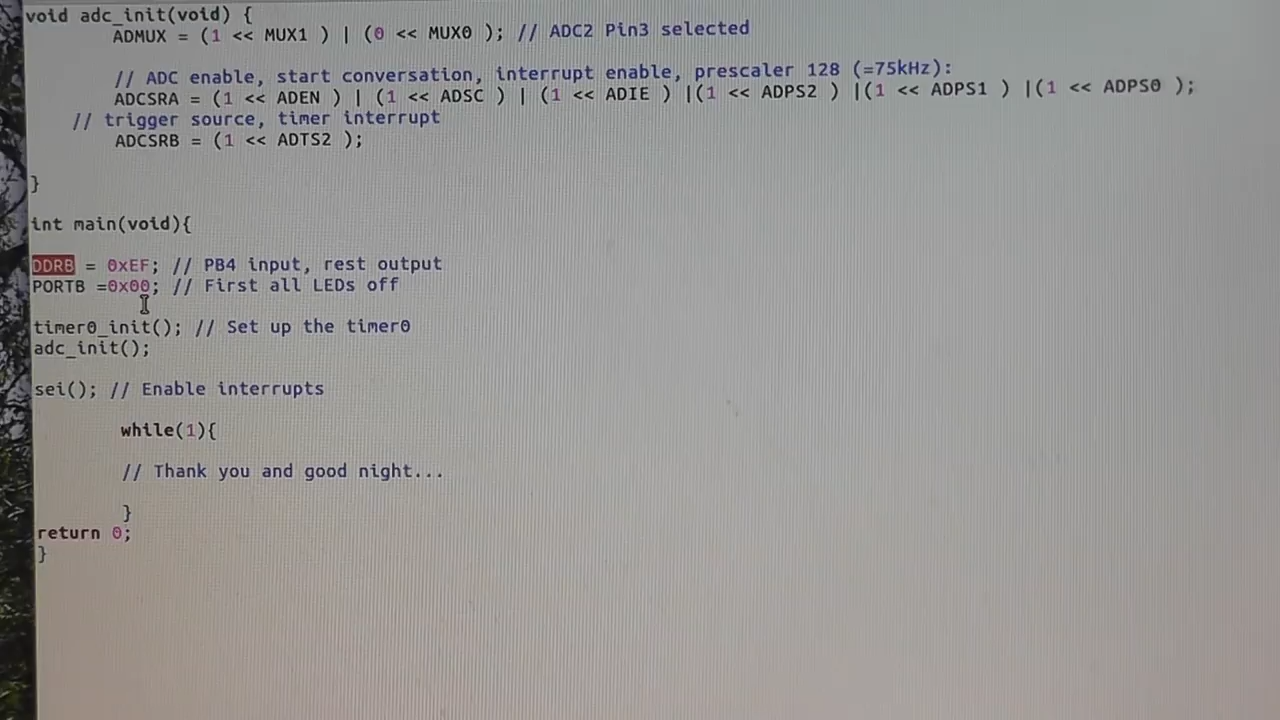 void adc_init(void) {
ADMUX = (1 << MUX1 ) | (0 << MUX0 ); // ADC2 Pin3 selected
// ADC enable, start conversation, interrupt enable, prescaler 128 (=75kHz):
ADCSRA = (1 << ADEN ) | (1 << ADSC ) | (1 << ADIE ) |(1 << ADPS2 ) |(1 << ADPS1 ) |(1 << ADPS0 );
// trigger source, timer interrupt
ADCSRB = (1 << ADTS2 );
}
int main(void){
DDRB = 0xEF; // PB4 input, rest output
PORTB =0x00; // First all LEDs off
timer0_init(); // Set up the timer0
adc_init();
sei(); // Enable interrupts
while(1){
// Thank you and good night...
}
return 0;
}